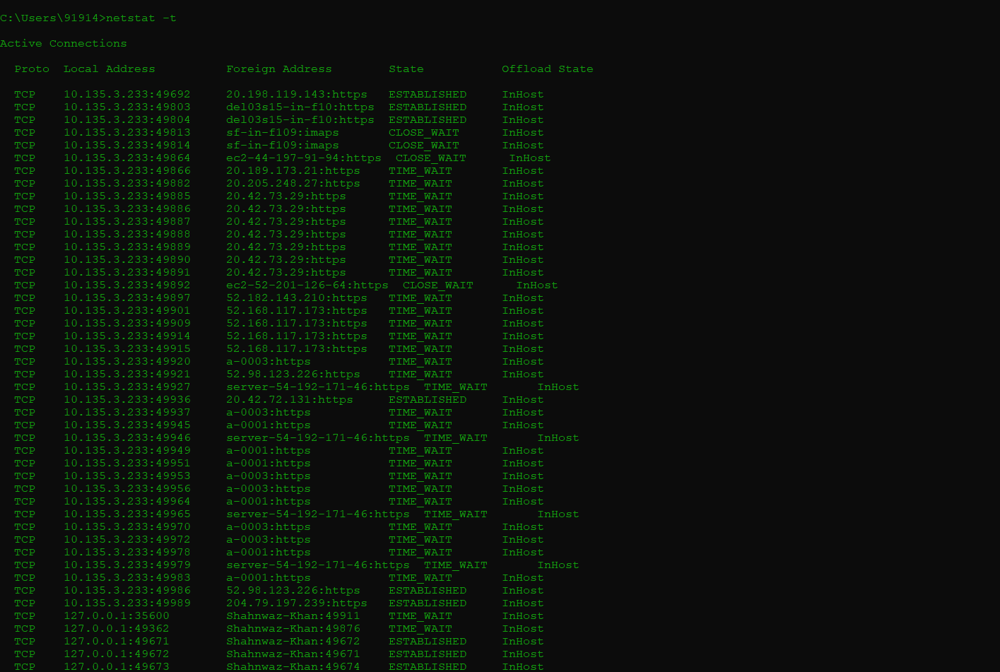 C:\Users\91914>netstat -t
Active Connections
  Proto  Local Address          Foreign Address        State           Offload State
  TCP    10.135.3.233:49692     20.198.119.143:https   ESTABLISHED     InHost
  TCP    10.135.3.233:49803     del03s15-in-f10:https  ESTABLISHED     InHost
  TCP    10.135.3.233:49804     del03s15-in-f10:https  ESTABLISHED     InHost
  TCP    10.135.3.233:49813     sf-in-f109:imaps       CLOSE_WAIT      InHost
  TCP    10.135.3.233:49814     sf-in-f109:imaps       CLOSE_WAIT      InHost
  TCP    10.135.3.233:49864     ec2-44-197-91-94:https  CLOSE_WAIT      InHost
  TCP    10.135.3.233:49866     20.189.173.21:https    TIME_WAIT       InHost
  TCP    10.135.3.233:49882     20.205.248.27:https    TIME_WAIT       InHost
  TCP    10.135.3.233:49885     20.42.73.29:https      TIME_WAIT       InHost
  TCP    10.135.3.233:49886     20.42.73.29:https      TIME_WAIT       InHost
  TCP    10.135.3.233:49887     20.42.73.29:https      TIME_WAIT       InHost
  TCP    10.135.3.233:49888     20.42.73.29:https      TIME_WAIT       InHost
  TCP    10.135.3.233:49889     20.42.73.29:https      TIME_WAIT       InHost
  TCP    10.135.3.233:49890     20.42.73.29:https      TIME_WAIT       InHost
  TCP    10.135.3.233:49891     20.42.73.29:https      TIME_WAIT       InHost
  TCP    10.135.3.233:49892     ec2-52-201-126-64:https  CLOSE_WAIT      InHost
  TCP    10.135.3.233:49897     52.182.143.210:https   TIME_WAIT       InHost
  TCP    10.135.3.233:49901     52.168.117.173:https   TIME_WAIT       InHost
  TCP    10.135.3.233:49909     52.168.117.173:https   TIME_WAIT       InHost
  TCP    10.135.3.233:49914     52.168.117.173:https   TIME_WAIT       InHost
  TCP    10.135.3.233:49915     52.168.117.173:https   TIME_WAIT       InHost
  TCP    10.135.3.233:49920     a-0003:https           TIME_WAIT       InHost
  TCP    10.135.3.233:49921     52.98.123.226:https    TIME_WAIT       InHost
  TCP    10.135.3.233:49927     server-54-192-171-46:https  TIME_WAIT       InHost
  TCP    10.135.3.233:49936     20.42.72.131:https     ESTABLISHED     InHost
  TCP    10.135.3.233:49937     a-0003:https           TIME_WAIT       InHost
  TCP    10.135.3.233:49945     a-0001:https           TIME_WAIT       InHost
  TCP    10.135.3.233:49946     server-54-192-171-46:https  TIME_WAIT       InHost
  TCP    10.135.3.233:49949     a-0001:https           TIME_WAIT       InHost
  TCP    10.135.3.233:49951     a-0001:https           TIME_WAIT       InHost
  TCP    10.135.3.233:49953     a-0003:https           TIME_WAIT       InHost
  TCP    10.135.3.233:49956     a-0003:https           TIME_WAIT       InHost
  TCP    10.135.3.233:49964     a-0001:https           TIME_WAIT       InHost
  TCP    10.135.3.233:49965     server-54-192-171-46:https  TIME_WAIT       InHost
  TCP    10.135.3.233:49970     a-0003:https           TIME_WAIT       InHost
  TCP    10.135.3.233:49972     a-0003:https           TIME_WAIT       InHost
  TCP    10.135.3.233:49978     a-0001:https           TIME_WAIT       InHost
  TCP    10.135.3.233:49979     server-54-192-171-46:https  TIME_WAIT       InHost
  TCP    10.135.3.233:49983     a-0001:https           TIME_WAIT       InHost
  TCP    10.135.3.233:49986     52.98.123.226:https    ESTABLISHED     InHost
  TCP    10.135.3.233:49989     204.79.197.239:https   ESTABLISHED     InHost
  TCP    127.0.0.1:35600        Shahnwaz-Khan:49911    TIME_WAIT       InHost
  TCP    127.0.0.1:49362        Shahnwaz-Khan:49876    TIME_WAIT       InHost
  TCP    127.0.0.1:49671        Shahnwaz-Khan:49672    ESTABLISHED     InHost
  TCP    127.0.0.1:49672        Shahnwaz-Khan:49671    ESTABLISHED     InHost
  TCP    127.0.0.1:49673        Shahnwaz-Khan:49674    ESTABLISHED     InHost